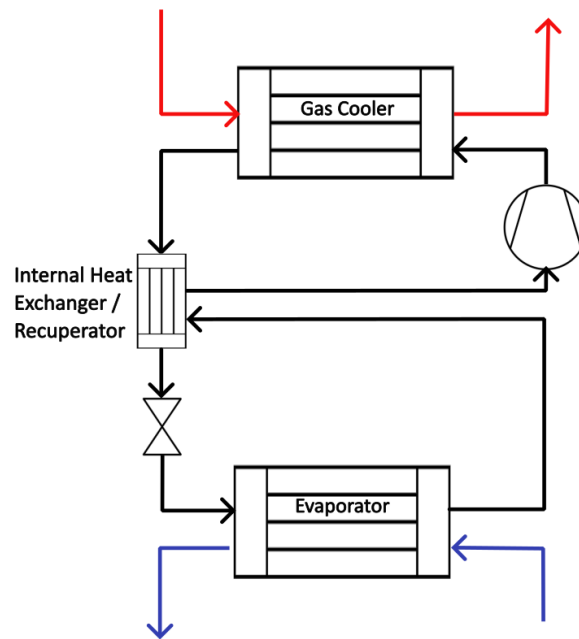 Gas Cooler
Internal Heat
Exchanger /
Recuperator
Evaporator